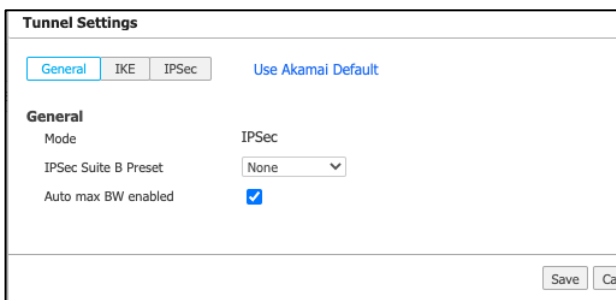 Tunnel Settings
General IKE IPSec Use Akamai Default
General
Mode IPSec
IPSec Suite B Preset None
Auto max BW enabled
Save Ca